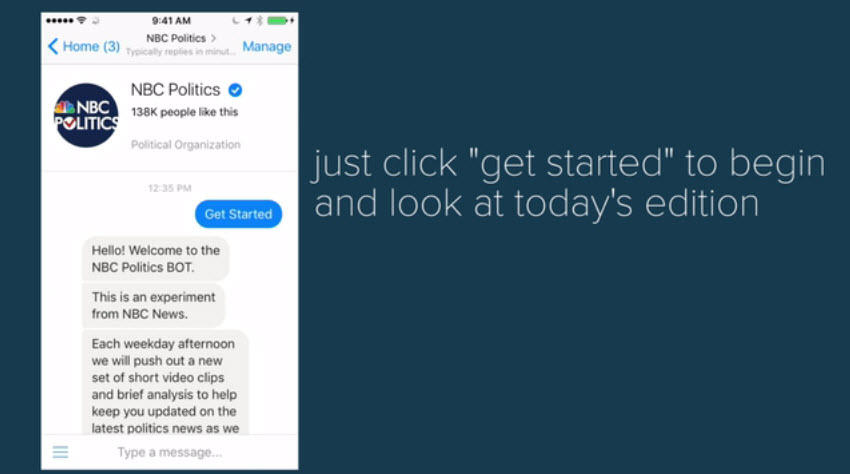 9:41 AM
Home (3)
NBC Politics >
Typically replies in minut...
Manage
NBC POLITICS
NBC Politics
138K people like this
Political Organization
12:35 PM
Get Started
Hello! Welcome to the
NBC Politics BOT.
This is an experiment
from NBC News.
Each weekday afternoon
we will push out a new
set of short video clips
and brief analysis to help
keep you updated on the
latest politics news as we
Type a message...
just click "get started" to begin
and look at today's edition